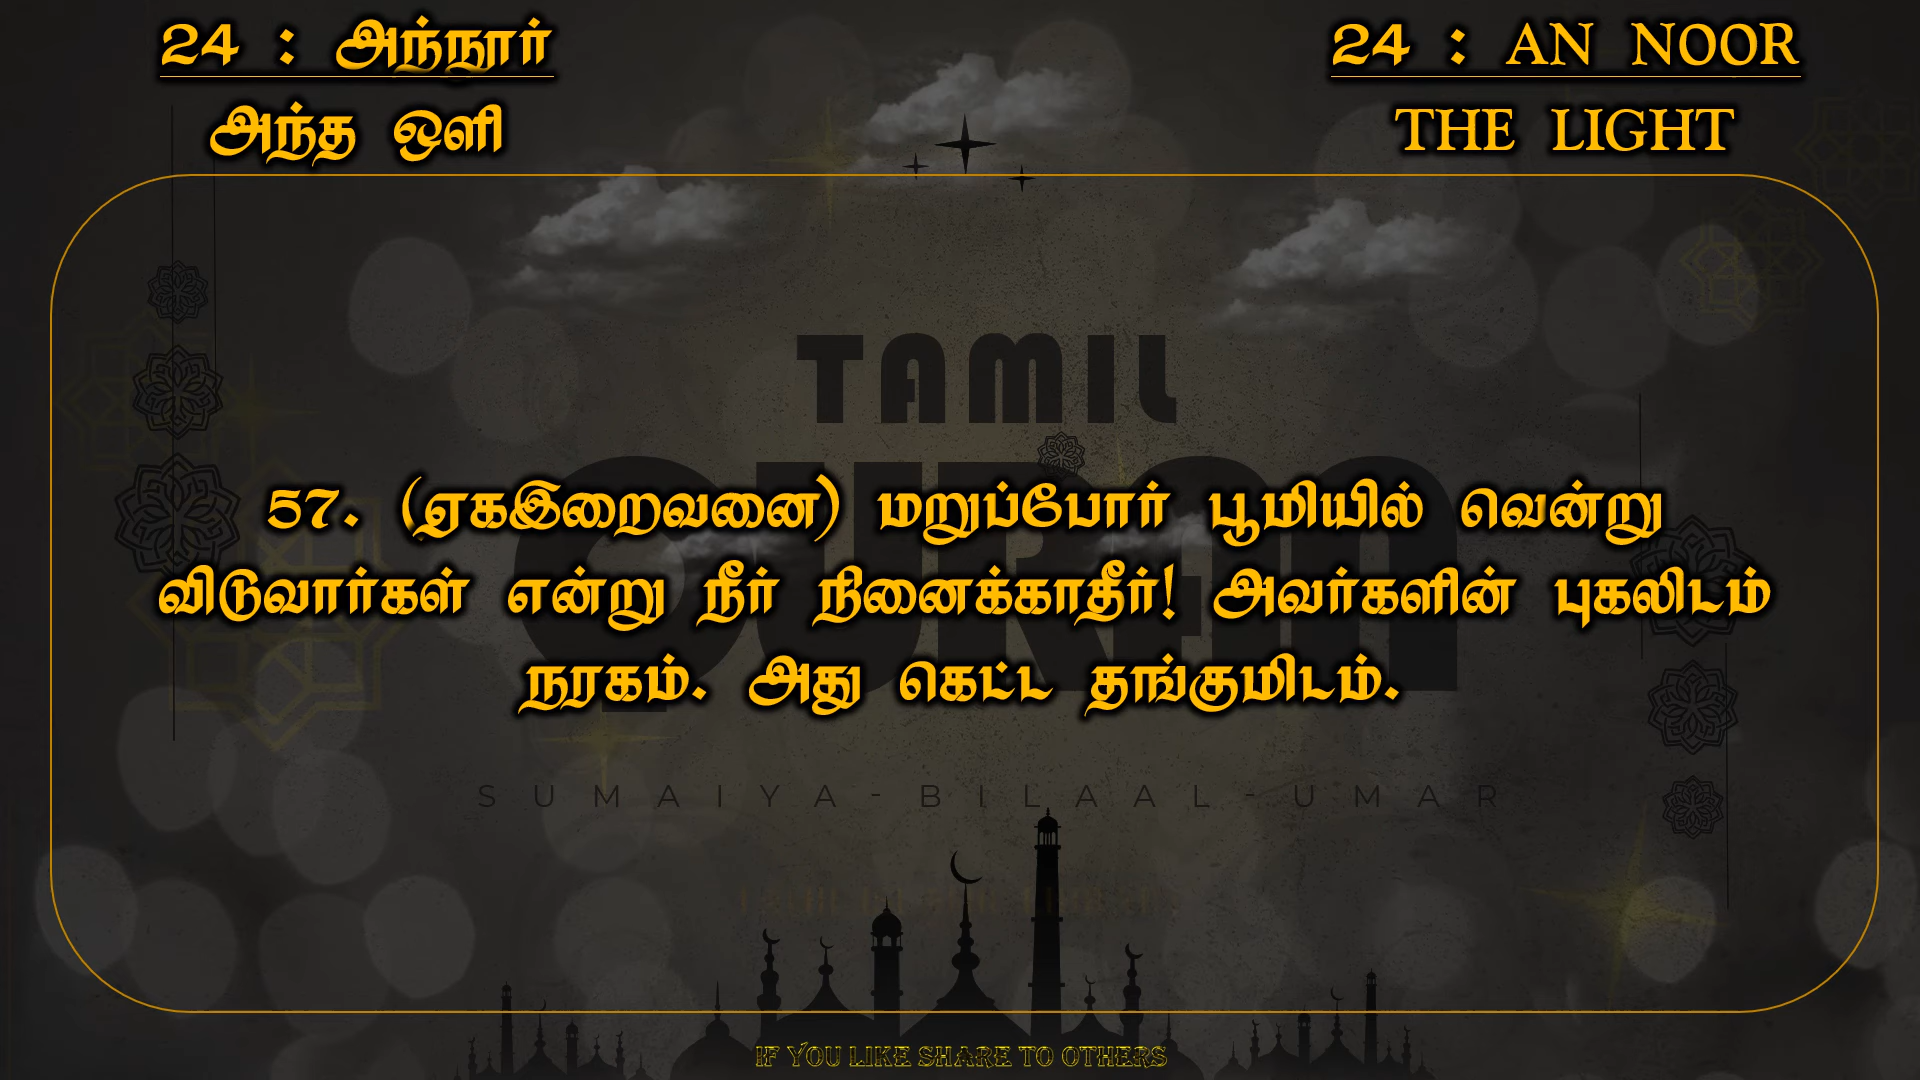 24 : அந்நூர்
அந்த ஒளி
24 : AN NOOR
THE LIGHT
TAMIL
QURAN
57. (ஏகஇறைவனை) மறுப்போர் பூமியில் வென்று
விடுவார்கள் என்று நீர் நினைக்காதீர்! அவர்களின் புகலிடம்
நரகம். அது கெட்ட தங்குமிடம்.
SUMAIYA-BILAAL-UMAR
IF YOU LIKE SHARE TO OTHERS